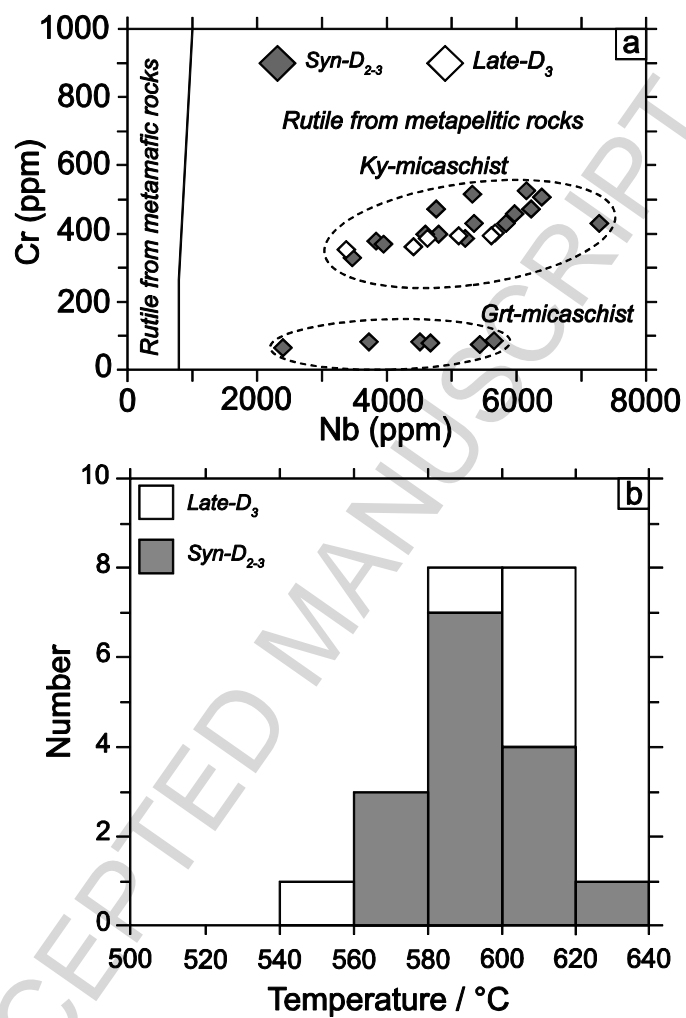 1000
800
600
400
200
0
Cr (ppm)
a
Syn-D2-3
Late-D3
Rutile from metamafic rocks
Rutile from metapelitic rocks
Ky-micaschist
Grt-micaschist
0 2000 4000 6000 8000
Nb (ppm)
10
8
6
4
2
0
Number
b
Late-D3
Syn-D2-3
500 520 540 560 580 600 620 640
Temperature / °C
CEPTED MANUSCRIPT